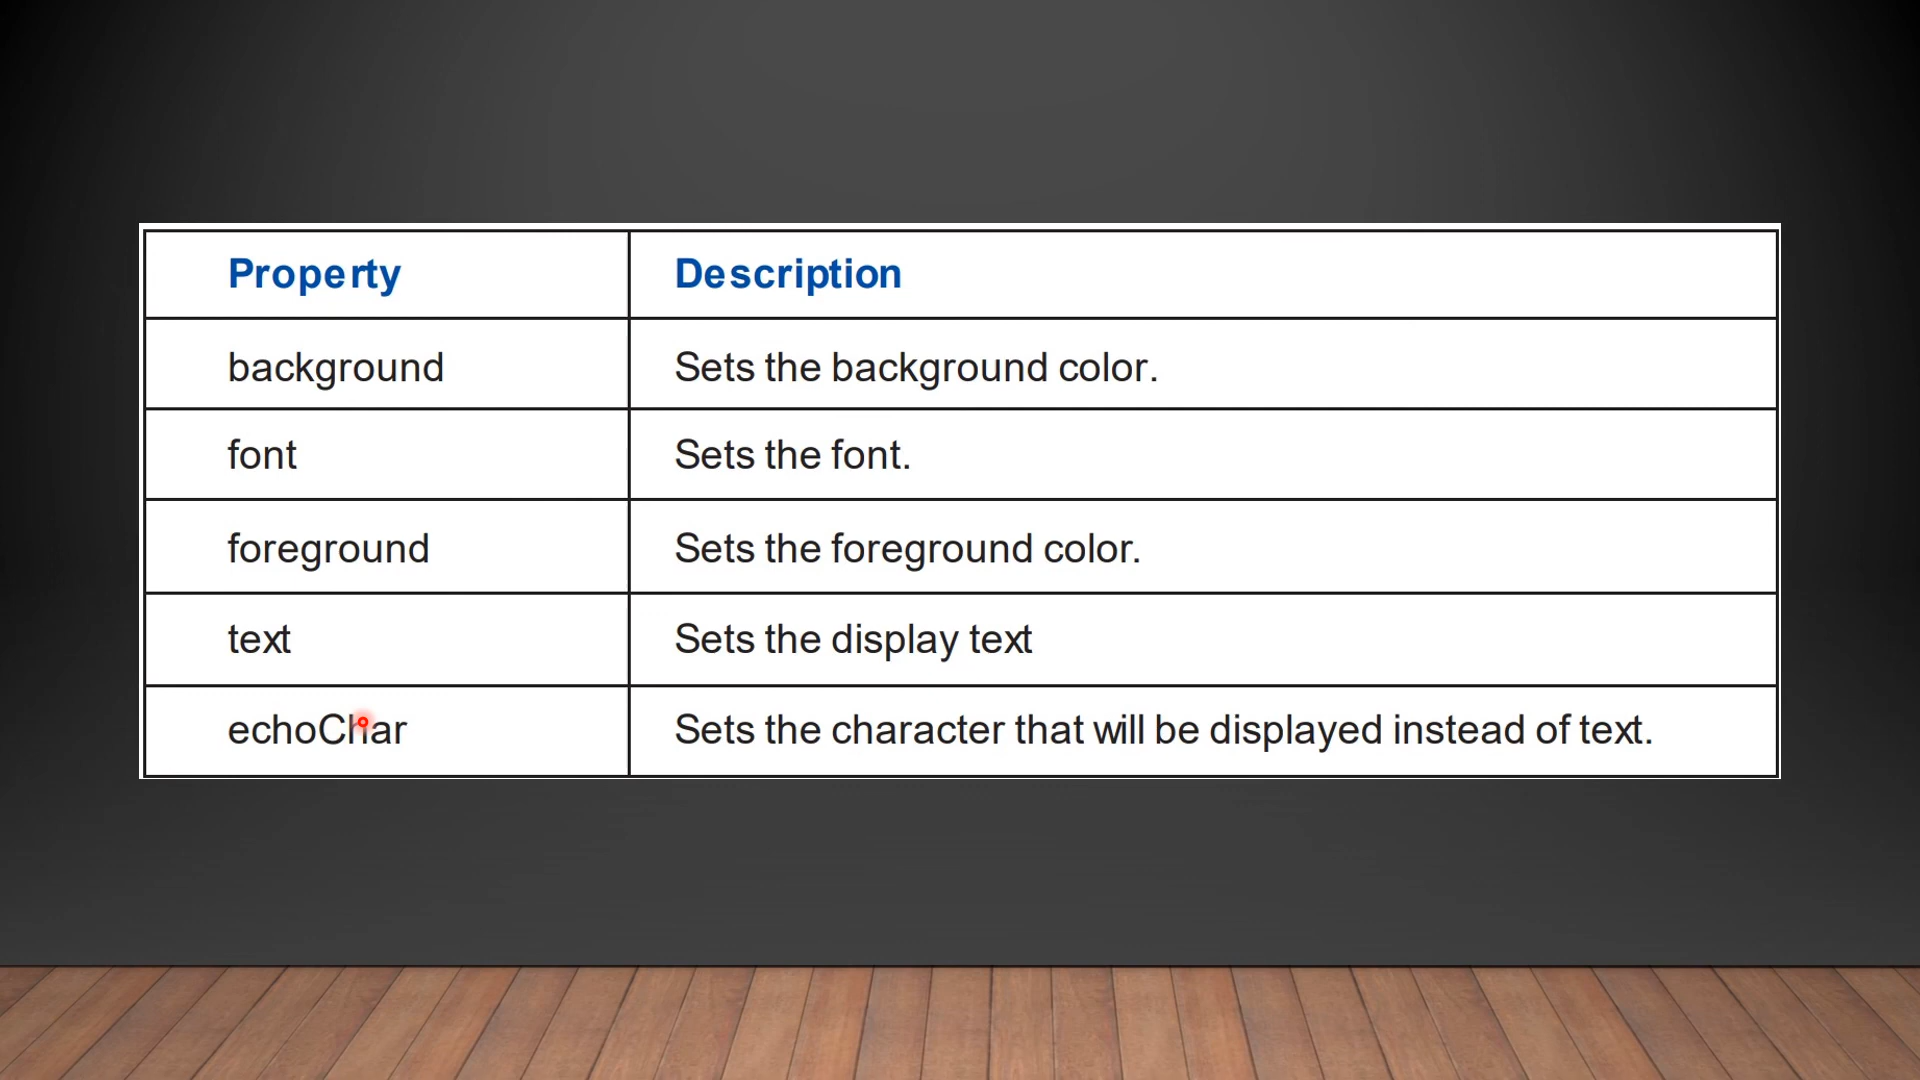 Property Description
background Sets the background color.
font Sets the font.
foreground Sets the foreground color.
text Sets the display text
echoChar Sets the character that will be displayed instead of text.